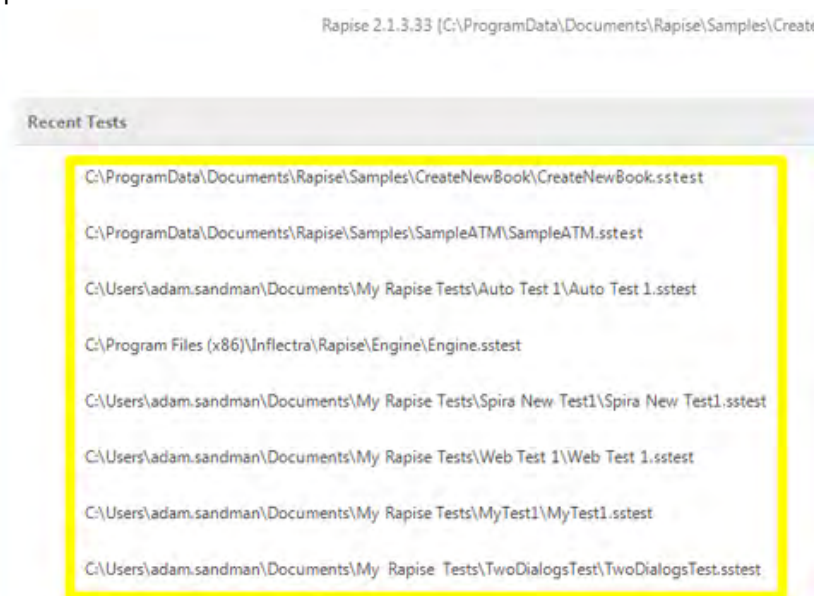 Rapise 2.1.3.33 [C:\ProgramData\Documents\Rapise\Samples\Create
Recent Tests
C:\ProgramData\Documents\Rapise\Samples\CreateNewBook\CreateNewBook.sstest
C:\ProgramData\Documents\Rapise\Samples\SampleATM\SampleATM.sstest
C:\Users\adam.sandman\Documents\My Rapise Tests\Auto Test 1\Auto Test 1.sstest
C:\Program Files (x86)\Inflectra\Rapise\Engine\Engine.sstest
C:\Users\adam.sandman\Documents\My Rapise Tests\Spira New Test1\Spira New Test1.sstest
C:\Users\adam.sandman\Documents\My Rapise Tests\Web Test 1\Web Test 1.sstest
C:\Users\adam.sandman\Documents\My Rapise Tests\MyTest1\MyTest1.sstest
C:\Users\adam.sandman\Documents\My Rapise Tests\TwoDialogsTest\TwoDialogsTest.sstest